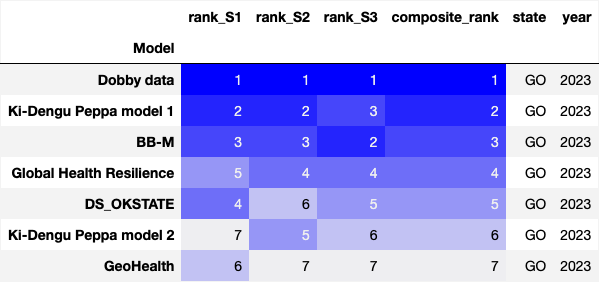 rank_S1 rank_S2 rank_S3 composite_rank state year
Model
Dobby data 1 1 1 1 GO 2023
Ki-Dengu Peppa model 1 2 2 3 2 GO 2023
BB-M 3 3 2 3 GO 2023
Global Health Resilience 5 4 4 4 GO 2023
DS_OKSTATE 4 6 5 5 GO 2023
Ki-Dengu Peppa model 2 7 5 6 6 GO 2023
GeoHealth 6 7 7 7 GO 2023